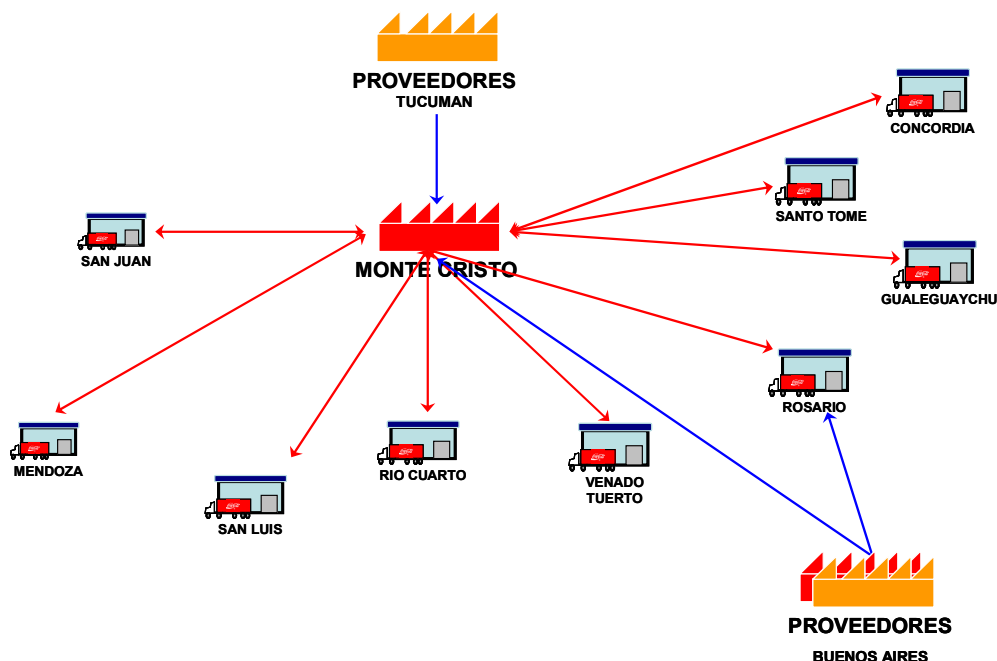 PROVEEDORES
TUCUMAN
CONCORDIA
SANTO TOME
SAN JUAN
MONTE CRISTO
GUALEGUAYCHU
ROSARIO
MENDOZA
RIO CUARTO
VENADO
TUERTO
SAN LUIS
PROVEEDORES
BUENOS AIRES